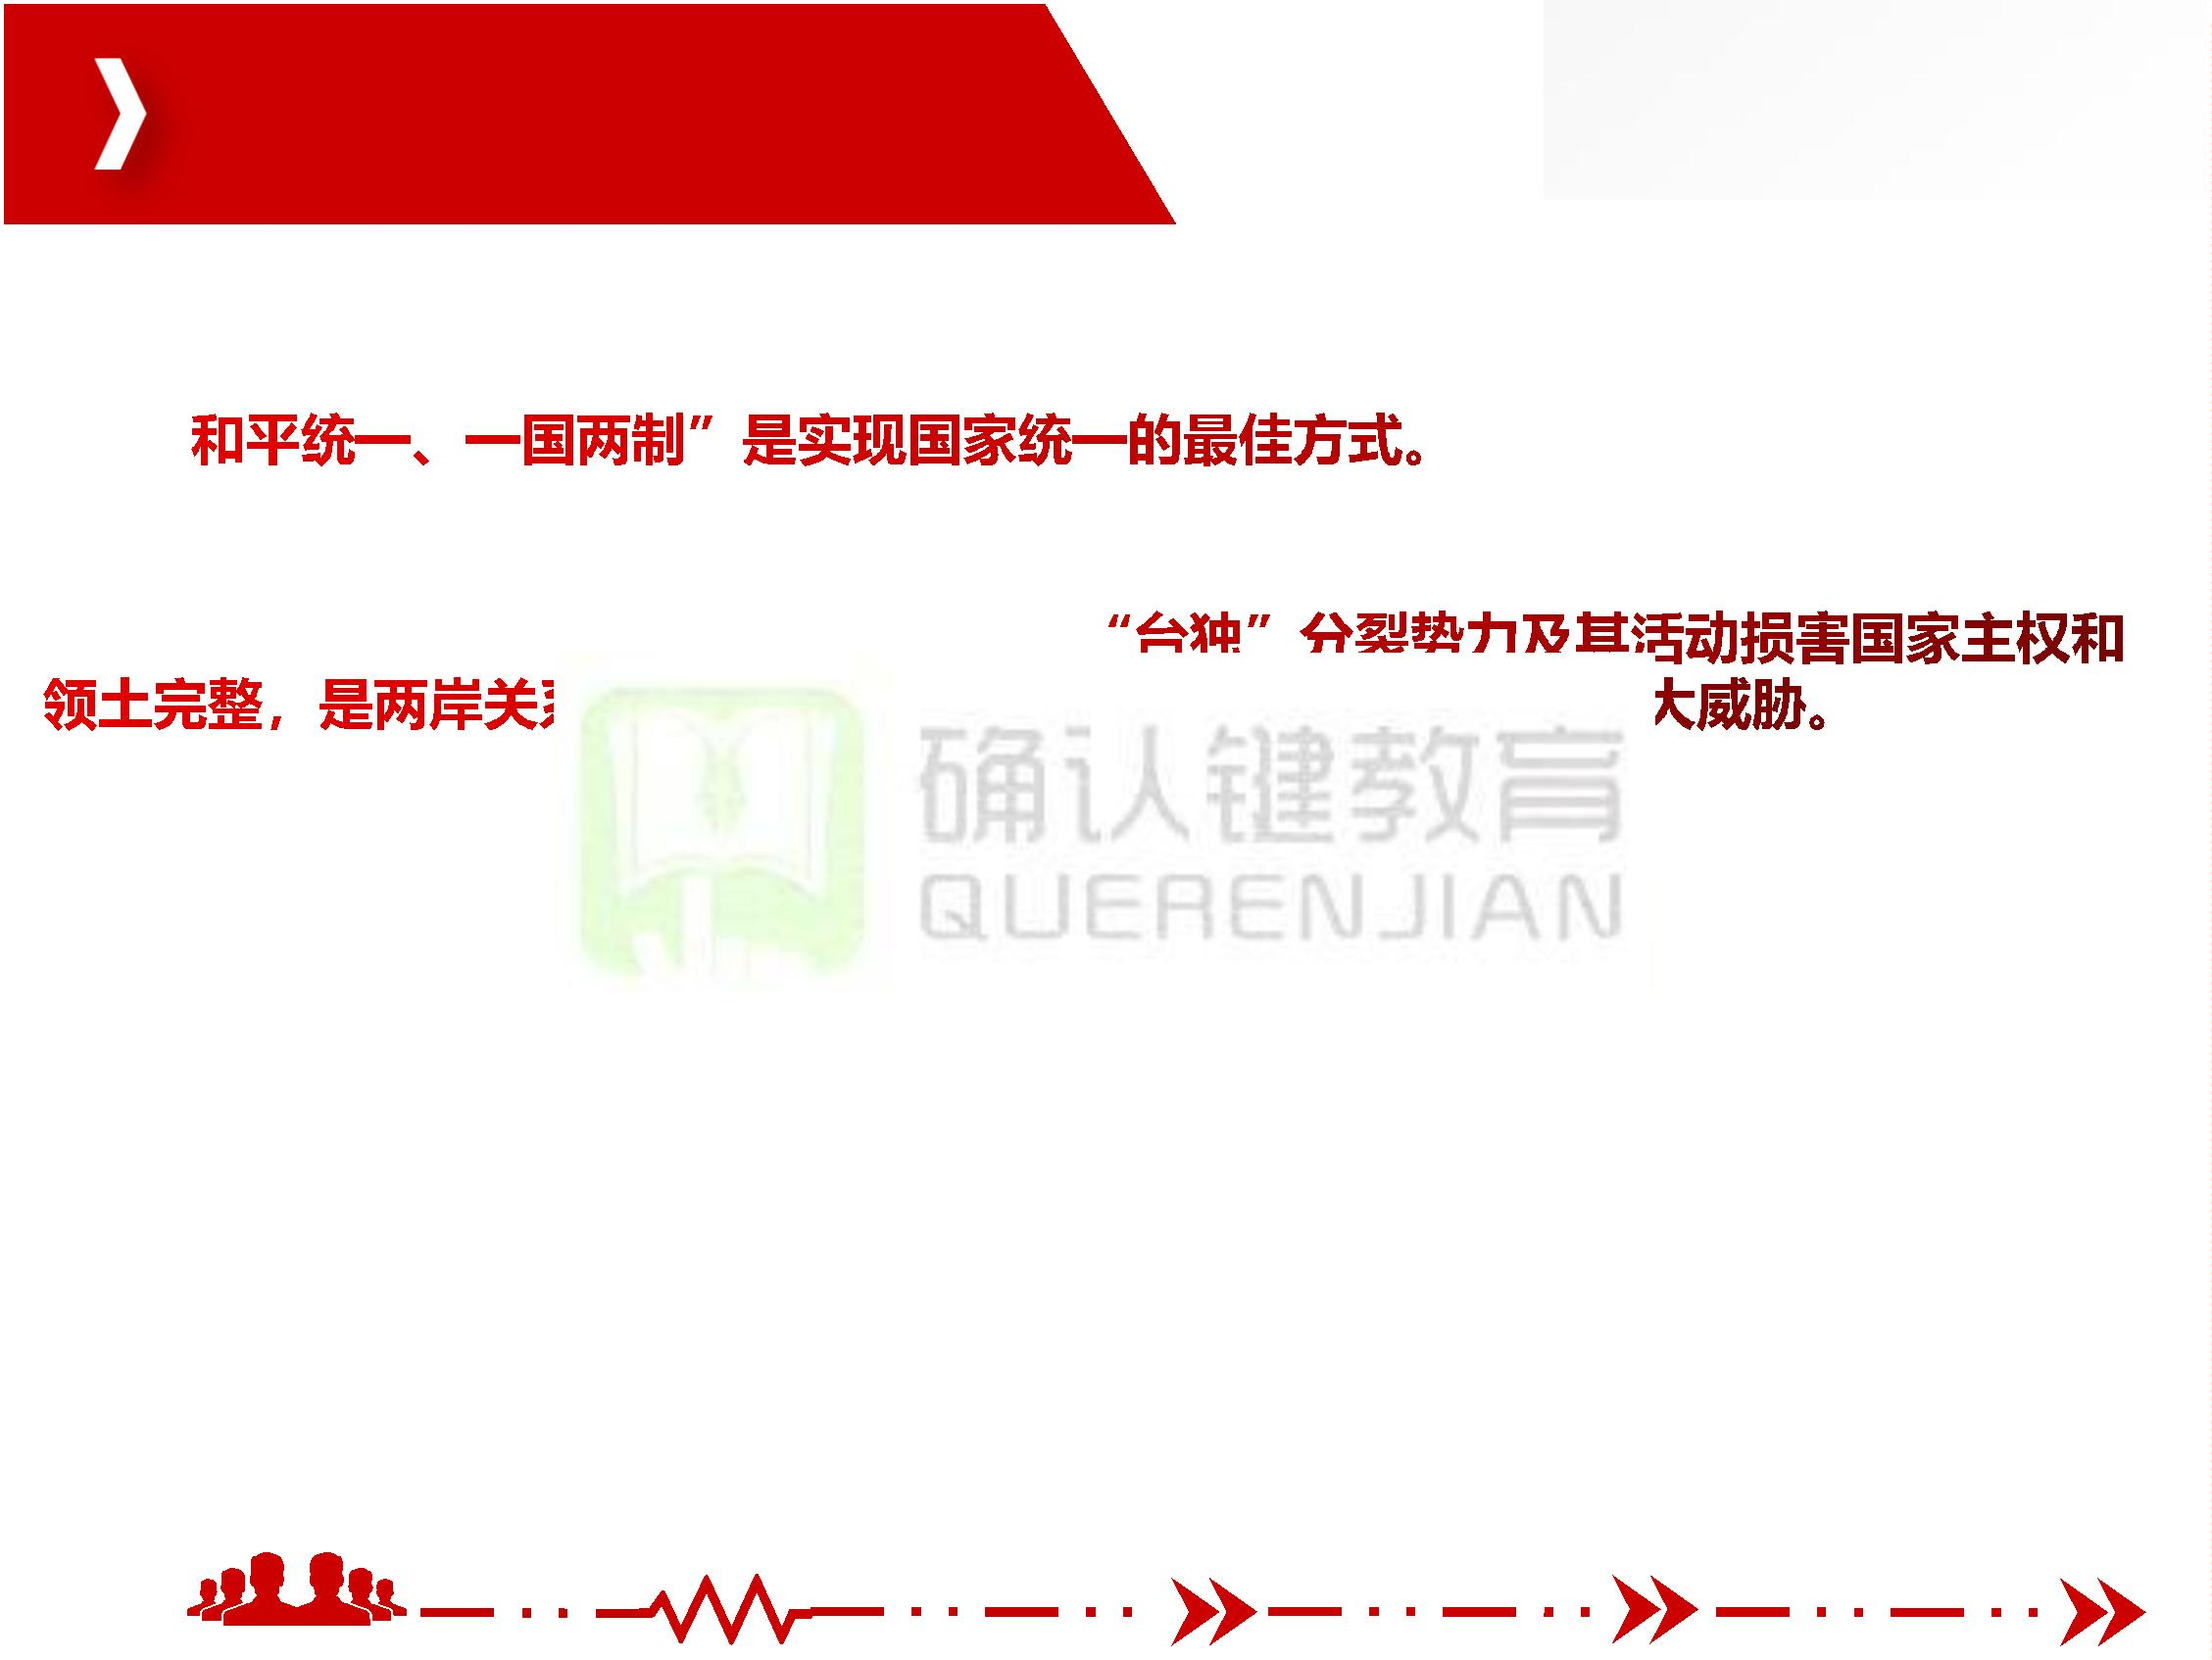 和平统一、一国两制”是实现国家统一的最佳方式。
“台独”分裂势力及其活动损害国家主权和
领土完整，是两岸关
大威胁。
确认键教育
QUERENJIAN